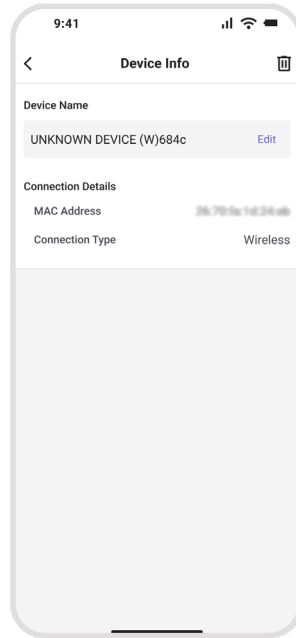 9:41
Device Info
Device Name
UNKNOWN DEVICE (W)684c Edit
Connection Details
MAC Address
Connection Type Wireless